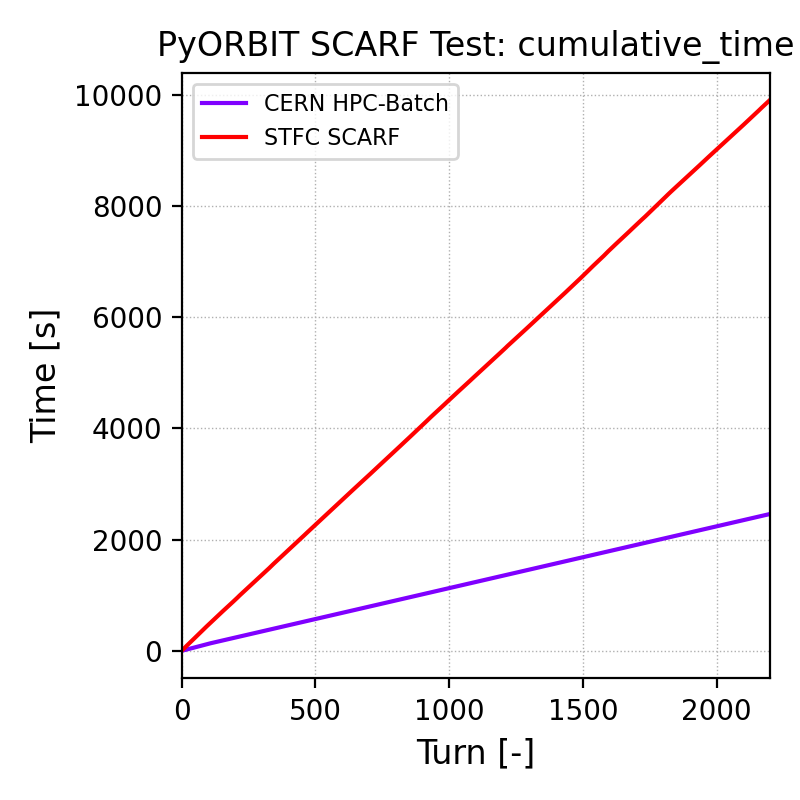 PyORBIT SCARF Test: cumulative_time
CERN HPC-Batch
STFC SCARF
10000
8000
6000
4000
2000
0
Time [s]
0 500 1000 1500 2000
Turn [-]